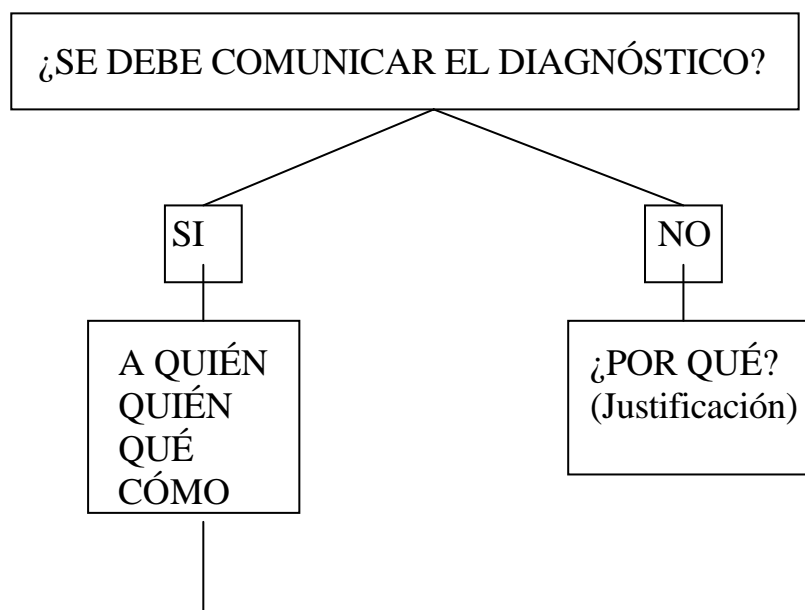 ¿SE DEBE COMUNICAR EL DIAGNÓSTICO?
SI
NO
A QUIÉN
QUIÉN
QUÉ
CÓMO
¿POR QUÉ?
(Justificación)